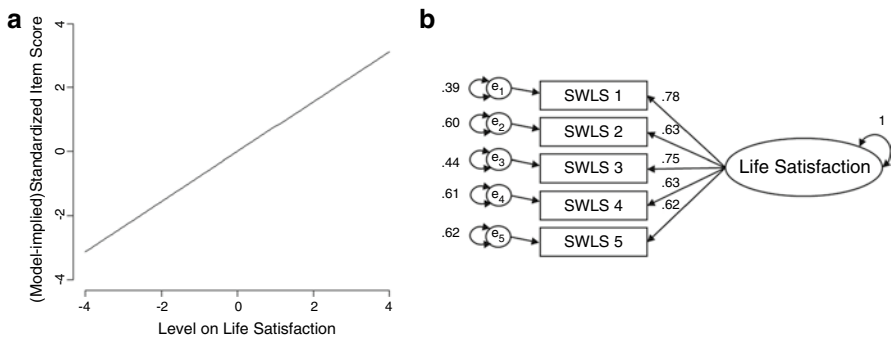 a
(Model-implied)Standardized Item Score
4
2
0
-2
-4
-4
-2
0
2
4
Level on Life Satisfaction
b
.39
e1
SWLS 1
.78
.60
e2
SWLS 2
.63
.44
e3
SWLS 3
.75
.61
e4
SWLS 4
.63
.62
e5
SWLS 5
.62
Life Satisfaction
1